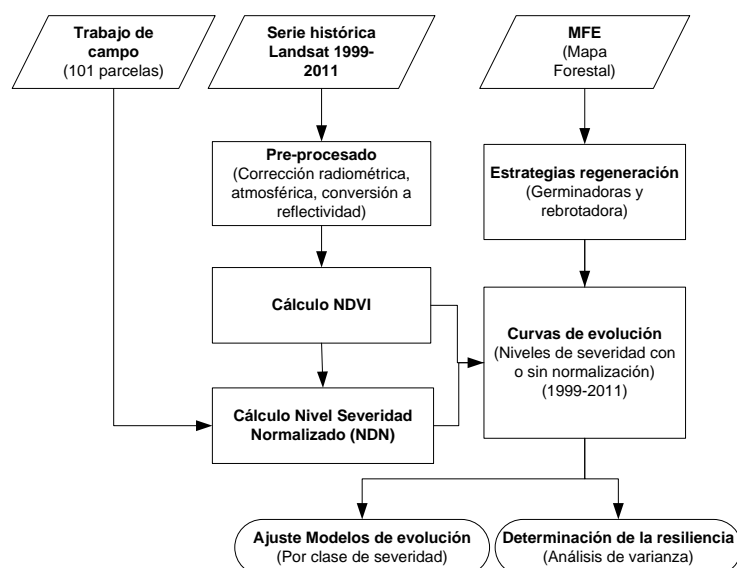 Trabajo de
campo
(101 parcelas)
Serie histórica
Landsat 1999-
2011
MFE
(Mapa
Forestal)
Pre-procesado
(Corrección radiométrica,
atmosférica, conversión a
reflectividad)
Estrategias regeneración
(Germinadoras y
rebrotadora)
Cálculo NDVI
Curvas de evolución
(Niveles de severidad con
o sin normalización)
(1999-2011)
Cálculo Nivel Severidad
Normalizado (NDN)
Ajuste Modelos de evolución
(Por clase de severidad)
Determinación de la resiliencia
(Análisis de varianza)